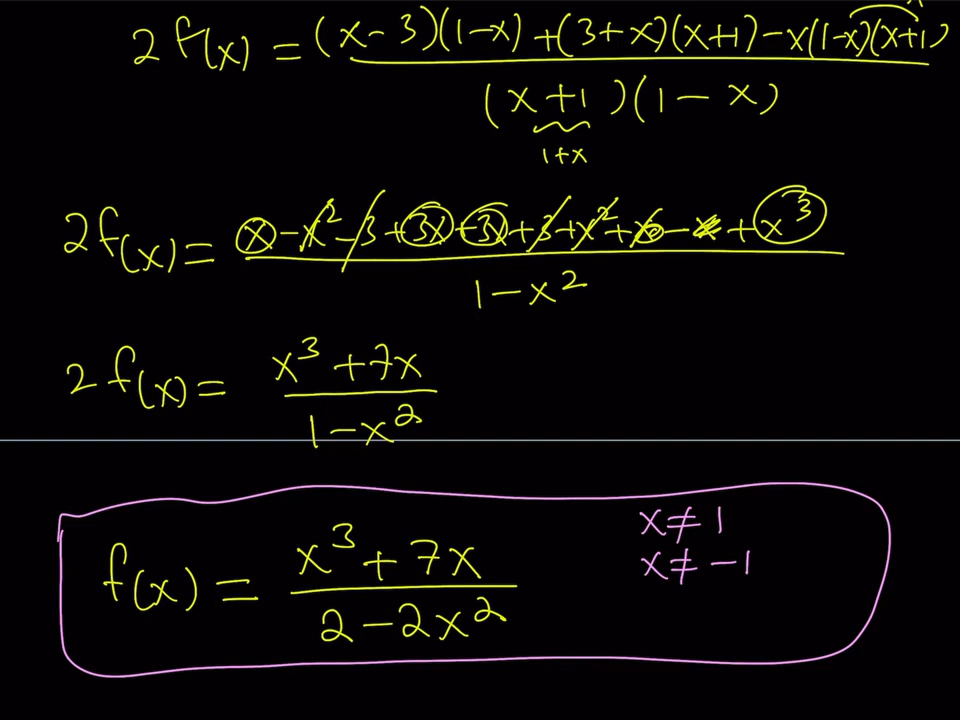 2f(x) = (x-3)(1-x)+(3+x)(x+1)-x(1-x)(x+1)
(x+1)(1-x)
1+x
2f(x) = x-x²-3+3x+3x+3+x²+x-x+x³
1-x²
2f(x) = x³+7x
1-x²
f(x) = x³+7x
2-2x²
x≠1
x≠-1